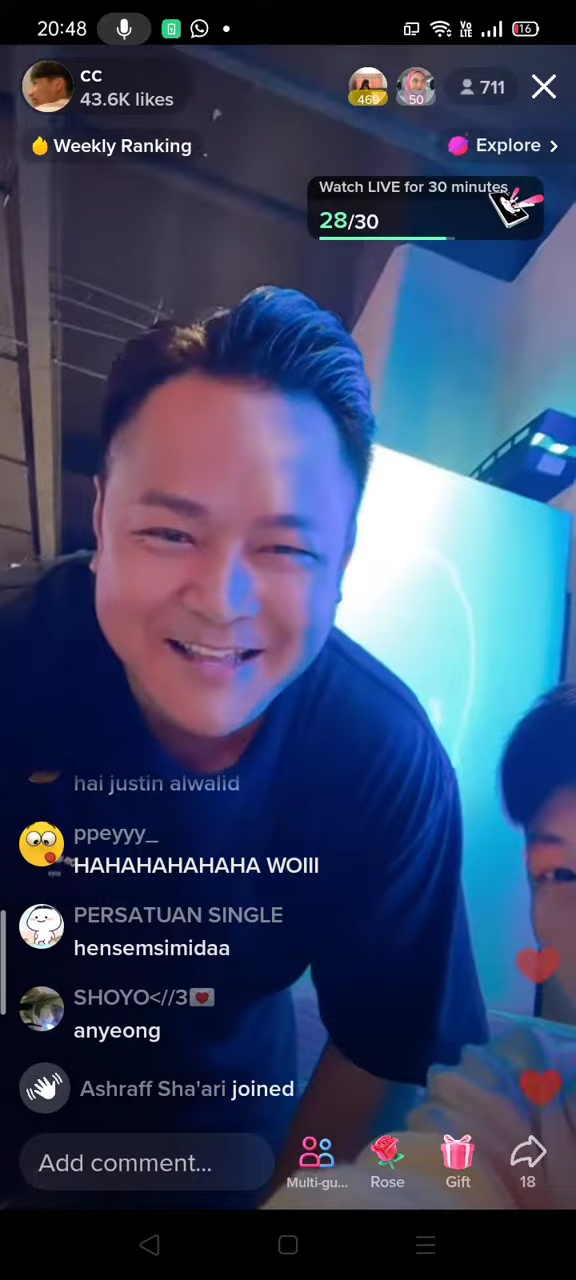 20:48
VO
LTE
16
CC
43.6K likes
469
50
711
Weekly Ranking
Explore
Watch LIVE for 30 minutes
28/30
hai justin alwalid
ppeyyy_
HAHAHAHAHAHA WOIII
PERSATUAN SINGLE
hensemsimidaa
SHOYO<//3💌
anyeong
Ashraff Sha'ari joined
Add comment...
Multi-gu...
Rose
Gift
18